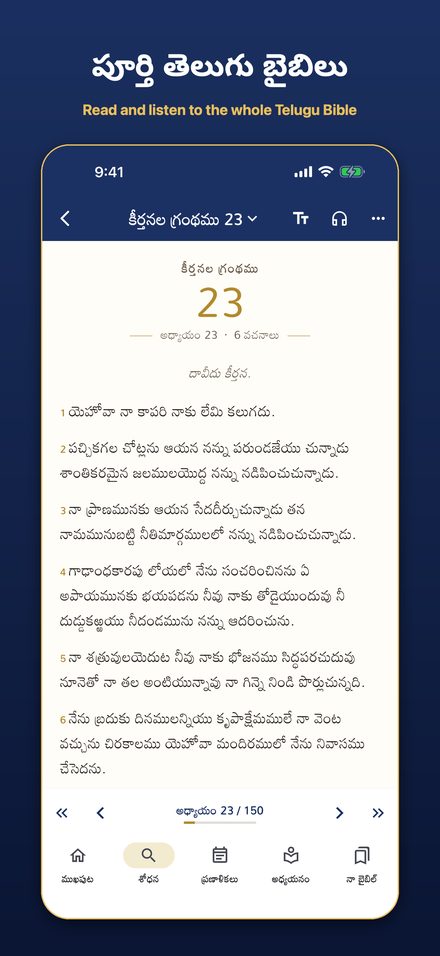 పూర్తి తెలుగు బైబిలు
Read and listen to the whole Telugu Bible
9:41
కీర్తనల గ్రంథము 23
TT
కీర్తనల గ్రంథము
23
అధ్యాయం 23 · 6 వచనాలు
దావీదు కీర్తన.
1 యెహోవా నా కాపరి నాకు లేమి కలుగదు.
2 పచ్చికగల చోట్లను ఆయన నన్ను పరుండజేయు చున్నాడు
శాంతికరమైన జలములయొద్ద నన్ను నడిపించుచున్నాడు.
3 నా ప్రాణమునకు ఆయన సేదదీర్చుచున్నాడు తన
నామమునుబట్టి నీతిమార్గములలో నన్ను నడిపించుచున్నాడు.
4 గాఢాంధకారపు లోయలో నేను సంచరించినను ఏ
అపాయమునకు భయపడను నీవు నాకు తోడైయుందువు నీ
దుడ్డుకఱ్ఱయు నీదండమును నన్ను ఆదరించును.
5 నా శత్రువులయెదుట నీవు నాకు భోజనము సిద్ధపరచుదువు
నూనెతో నా తల అంటియున్నావు నా గిన్నె నిండి పొర్లుచున్నది.
6 నేను బ్రదుకు దినములన్నియు కృపాక్షేమములే నా వెంట
వచ్చును చిరకాలము యెహోవా మందిరములో నేను నివాసము
చేసెదను.
అధ్యాయం 23 / 150
ముఖపుట
శోధన
ప్రణాళికలు
అధ్యయనం
నా బైబిల్